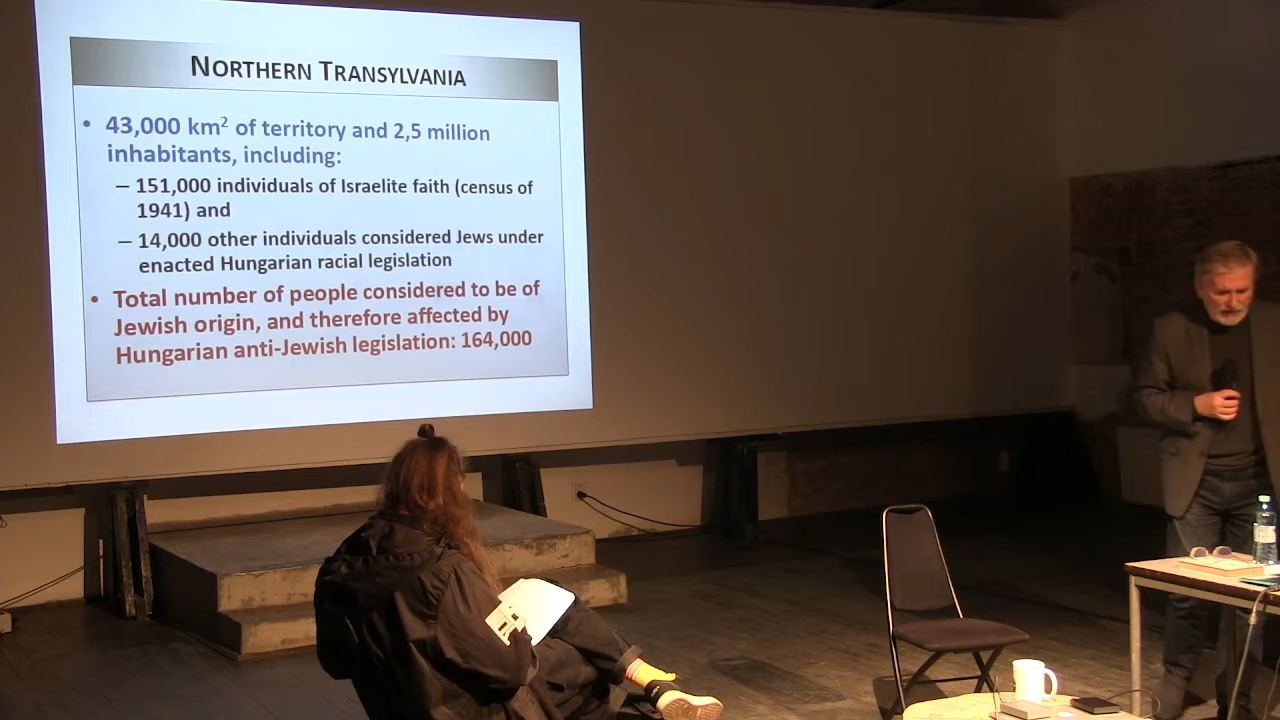 NORTHERN TRANSYLVANIA
• 43,000 km² of territory and 2,5 million
inhabitants, including:
– 151,000 individuals of Israelite faith (census of
1941) and
– 14,000 other individuals considered Jews under
enacted Hungarian racial legislation
• Total number of people considered to be of
Jewish origin, and therefore affected by
Hungarian anti-Jewish legislation: 164,000